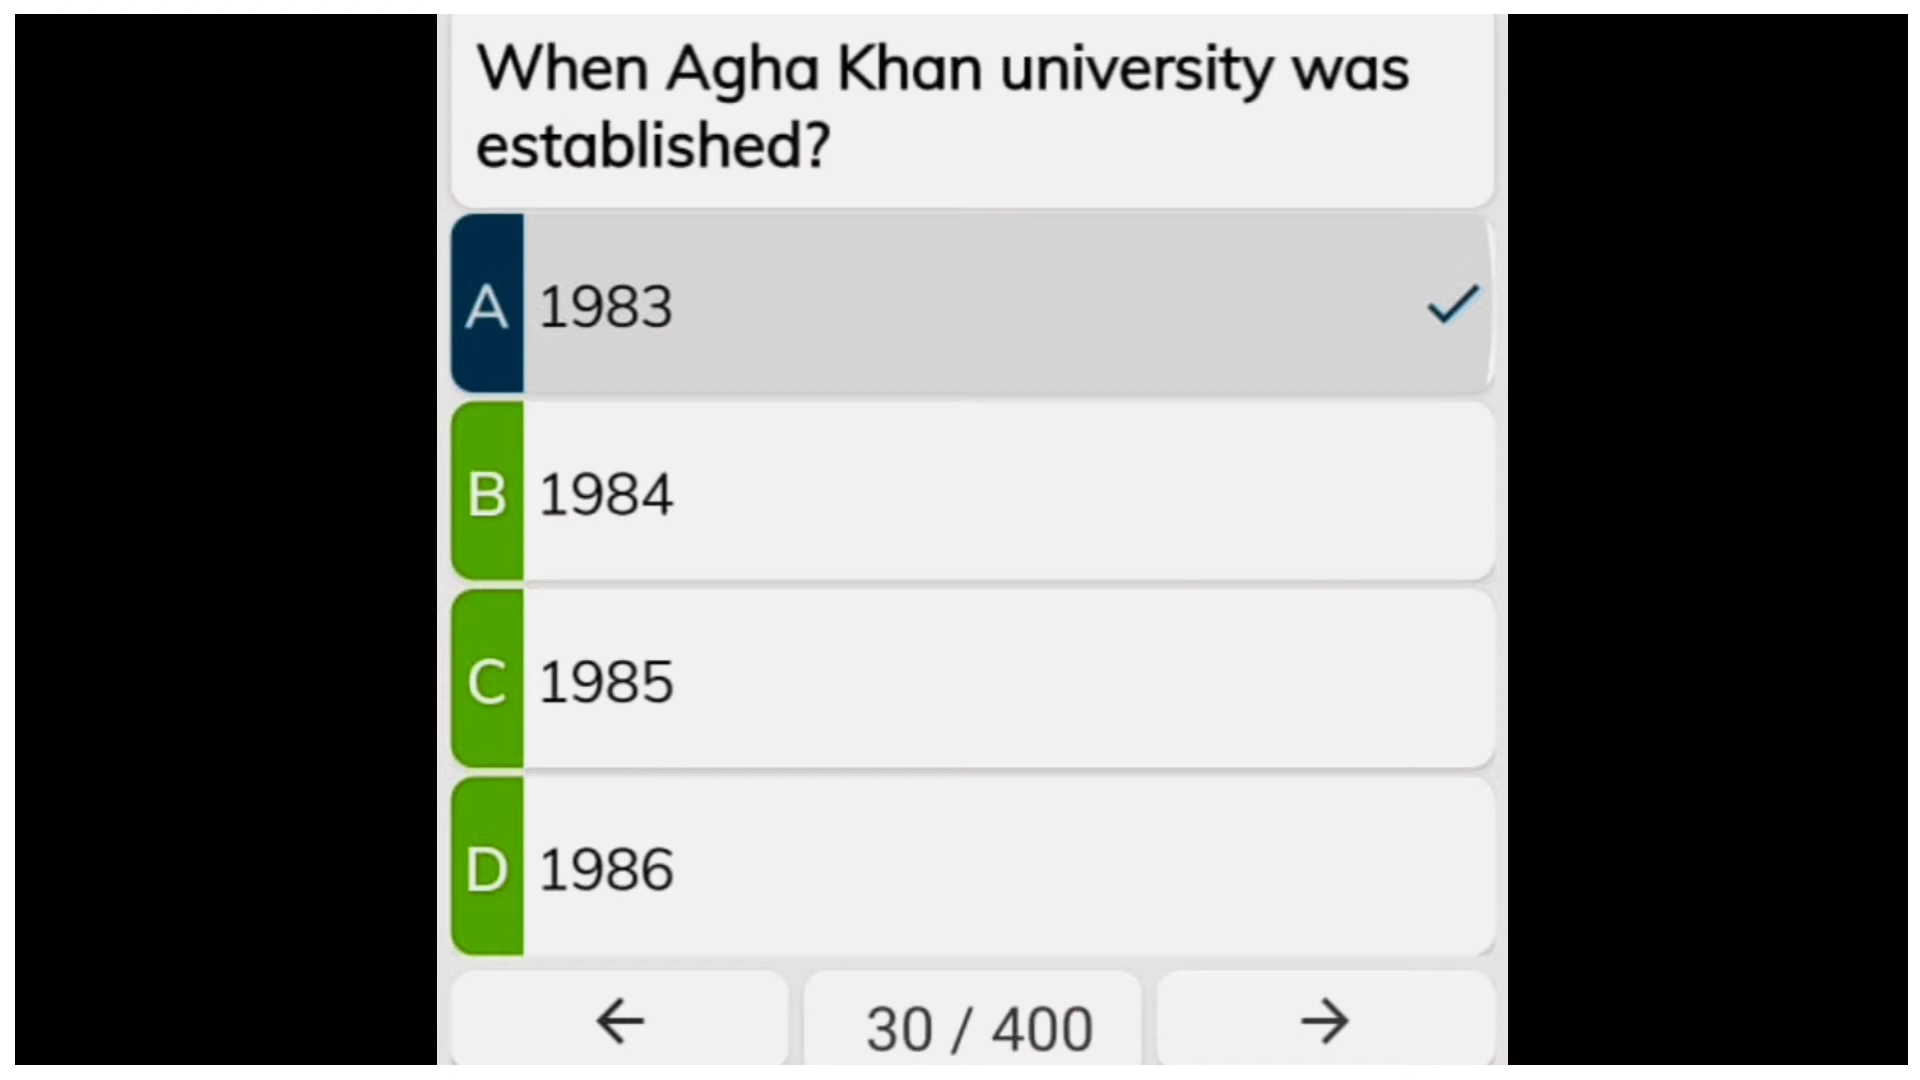 When Agha Khan university was
established?
A 1983
B 1984
C 1985
D 1986
30 / 400